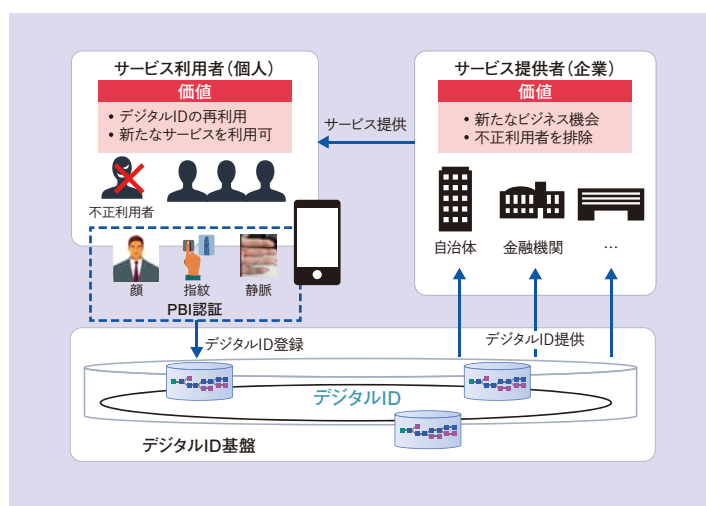 サービス利用者（個人）
価値
• デジタルIDの再利用
• 新たなサービスを利用可
不正利用者
顔
指紋
静脈
PBI認証
サービス提供
サービス提供者（企業）
価値
• 新たなビジネス機会
• 不正利用者を排除
自治体
金融機関
…
デジタルID登録
デジタルID提供
デジタルID
デジタルID基盤